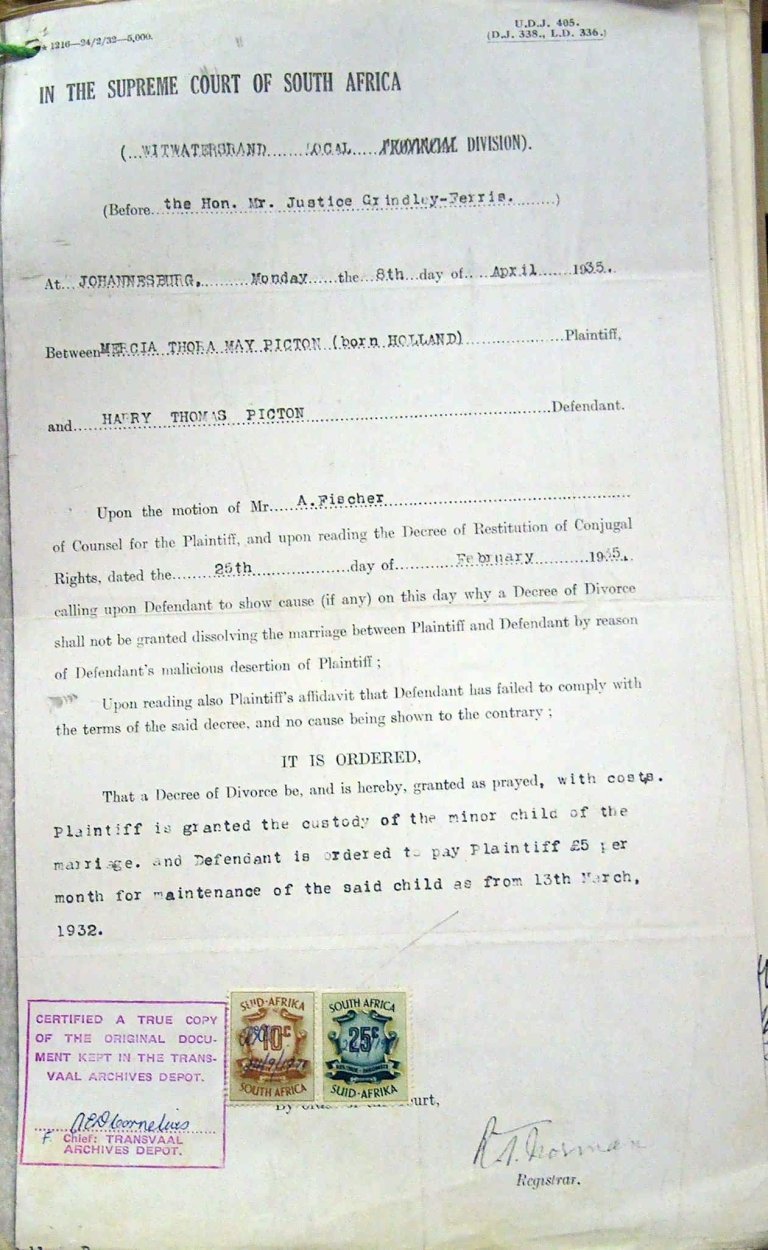 ★ 1216—24/2/32—5,000.
U.D.J. 405.
(D.J. 338., L.D. 336.)
IN THE SUPREME COURT OF SOUTH AFRICA
(...WITWATERSRAND......LOCAL.....PROVINCIAL DIVISION).
(Before...the Hon. Mr. Justice Grindley-Ferris.........)
At...JOHANNESBURG,.........Monday......the...8th...day of....April......1935.
Between MERCIA THORA MAY PICTON (born HOLLAND)....................Plaintiff,
and.....HARRY THOMAS PICTON..................................................Defendant.
Upon the motion of Mr.....A.Fischer..................................................
of Counsel for the Plaintiff, and upon reading the Decree of Restitution of Conjugal
Rights, dated the.........25th....................day of............February..........1935.
calling upon Defendant to show cause (if any) on this day why a Decree of Divorce
shall not be granted dissolving the marriage between Plaintiff and Defendant by reason
of Defendant's malicious desertion of Plaintiff;
Upon reading also Plaintiff's affidavit that Defendant has failed to comply with
the terms of the said decree, and no cause being shown to the contrary;
IT IS ORDERED,
That a Decree of Divorce be, and is hereby, granted as prayed, with costs.
Plaintiff is granted the custody of the minor child of the
marriage. and Defendant is ordered to pay Plaintiff £5 per
month for maintenance of the said child as from 13th March,
1932.
CERTIFIED A TRUE COPY
OF THE ORIGINAL DOCU-
MENT KEPT IN THE TRANS-
VAAL ARCHIVES DEPOT.
F. Chief: TRANSVAAL
ARCHIVES DEPOT.
SUID-AFRIKA
10c
SOUTH AFRICA
SOUTH AFRICA
25c
SUID-AFRIKA
By Court,
Registrar.